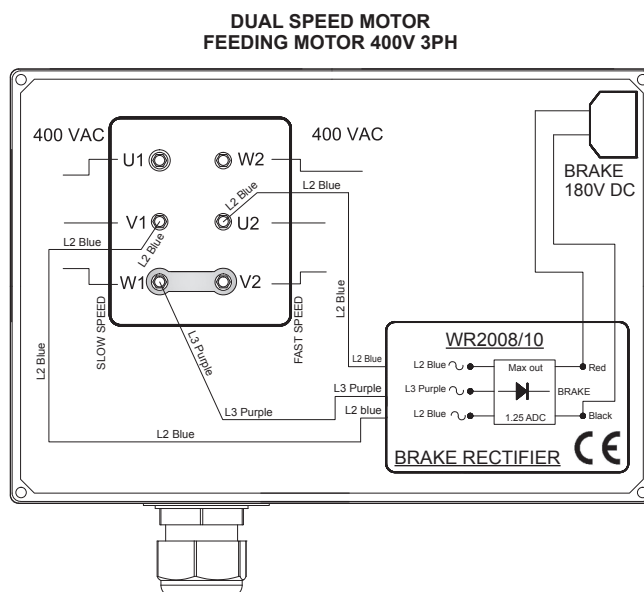 DUAL SPEED MOTOR
FEEDING MOTOR 400V 3PH
400 VAC
400 VAC
U1
W2
BRAKE
180V DC
L2 Blue
L2 Blue
V1
U2
L2 Blue
L2 Blue
W1
V2
SLOW SPEED
FAST SPEED
L2 Blue
L2 Blue
L3 Purple
WR2008/10
L2 Blue
L2 Blue
Max out
Red
L3 Purple
L3 Purple
BRAKE
L3 Purple
L2 blue
L2 Blue
1.25 ADC
Black
L2 Blue
BRAKE RECTIFIER
CE